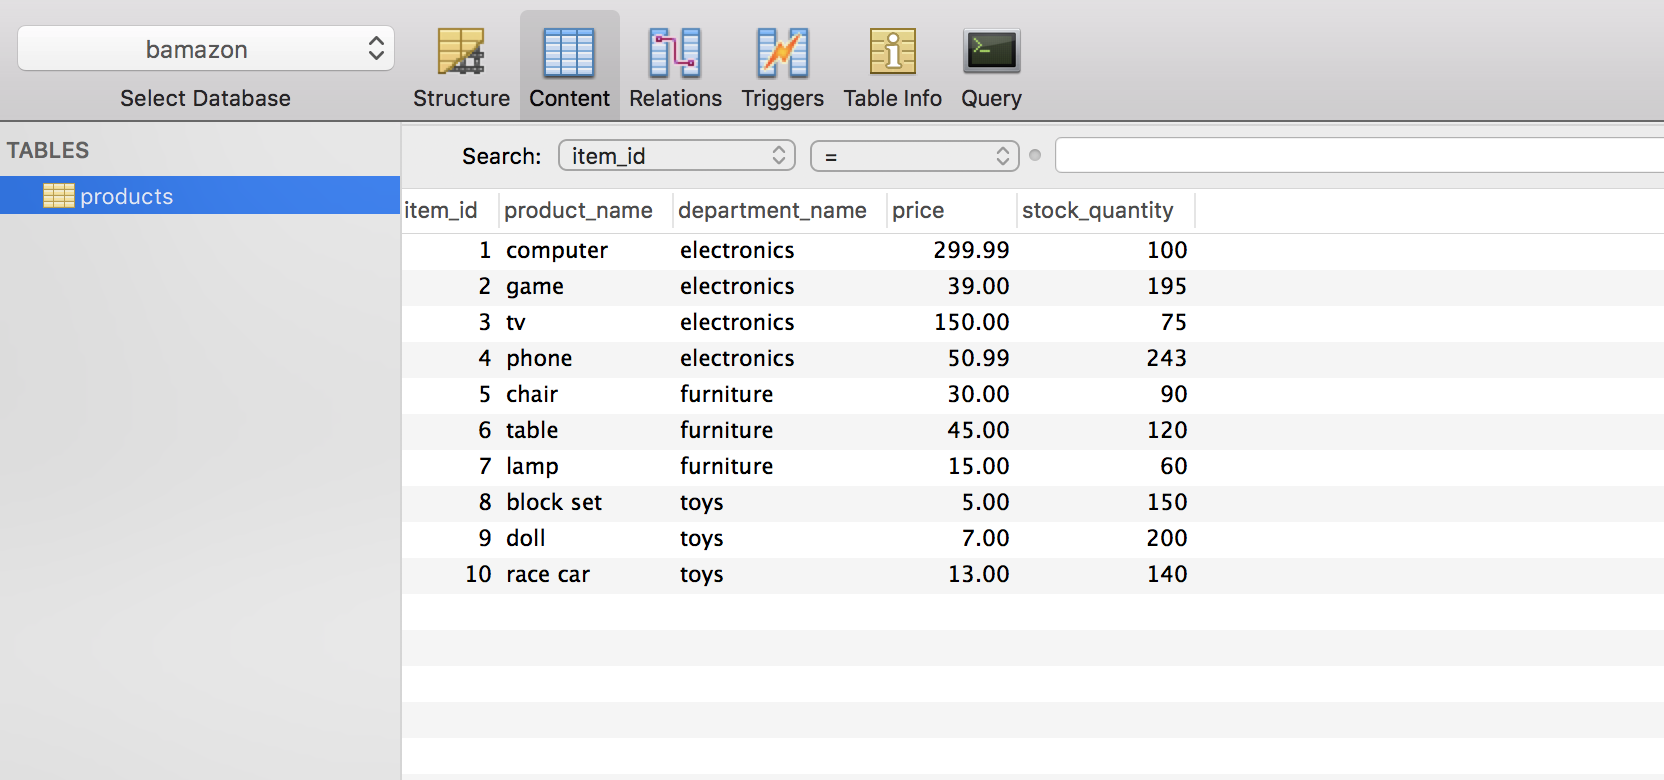 bamazon
Select Database
Structure Content Relations Triggers Table Info Query
TABLES
products
Search: item_id =
item_id product_name department_name price stock_quantity
1 computer electronics 299.99 100
2 game electronics 39.00 195
3 tv electronics 150.00 75
4 phone electronics 50.99 243
5 chair furniture 30.00 90
6 table furniture 45.00 120
7 lamp furniture 15.00 60
8 block set toys 5.00 150
9 doll toys 7.00 200
10 race car toys 13.00 140